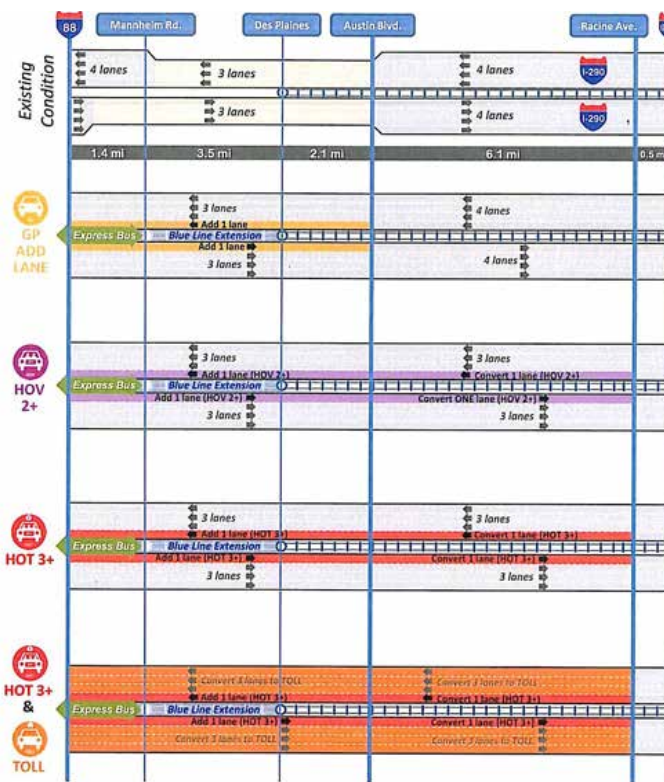 88
Mannheim Rd.
Des Plaines
Austin Blvd.
Racine Ave.
Existing
Condition
4 lanes
3 lanes
4 lanes
I-290
3 lanes
4 lanes
I-290
1.4 mi
3.5 mi
2.1 mi
6.1 mi
0.5 m
GP
ADD
LANE
3 lanes
4 lanes
Add 1 lane
Express Bus
Blue Line Extension
Add 1 lane
3 lanes
4 lanes
HOV
2+
3 lanes
3 lanes
Add 1 lane (HOV 2+)
Convert 1 lane (HOV 2+)
Express Bus
Blue Line Extension
Add 1 lane (HOV 2+)
Convert ONE lane (HOV 2+)
3 lanes
3 lanes
HOT 3+
3 lanes
3 lanes
Add 1 lane (HOT 3+)
Convert 1 lane (HOT 3+)
Express Bus
Blue Line Extension
Add 1 lane (HOT 3+)
Convert 1 lane (HOT 3+)
3 lanes
3 lanes
HOT 3+
&
TOLL
Convert 3 lanes to TOLL
Convert 3 lanes to TOLL
Add 1 lane (HOT 3+)
Convert 1 lane (HOT 3+)
Express Bus
Blue Line Extension
Add 1 lane (HOT 3+)
Convert 1 lane (HOT 3+)
Convert 3 lanes to TOLL
Convert 3 lanes to TOLL